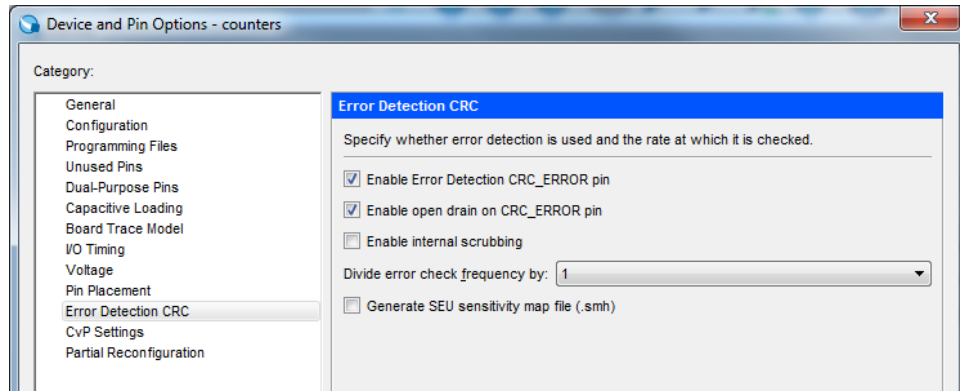 Device and Pin Options - counters
Category:
General
Configuration
Programming Files
Unused Pins
Dual-Purpose Pins
Capacitive Loading
Board Trace Model
I/O Timing
Voltage
Pin Placement
Error Detection CRC
CvP Settings
Partial Reconfiguration
Error Detection CRC
Specify whether error detection is used and the rate at which it is checked.
Enable Error Detection CRC_ERROR pin
Enable open drain on CRC_ERROR pin
Enable internal scrubbing
Divide error check frequency by: 1
Generate SEU sensitivity map file (.smh)